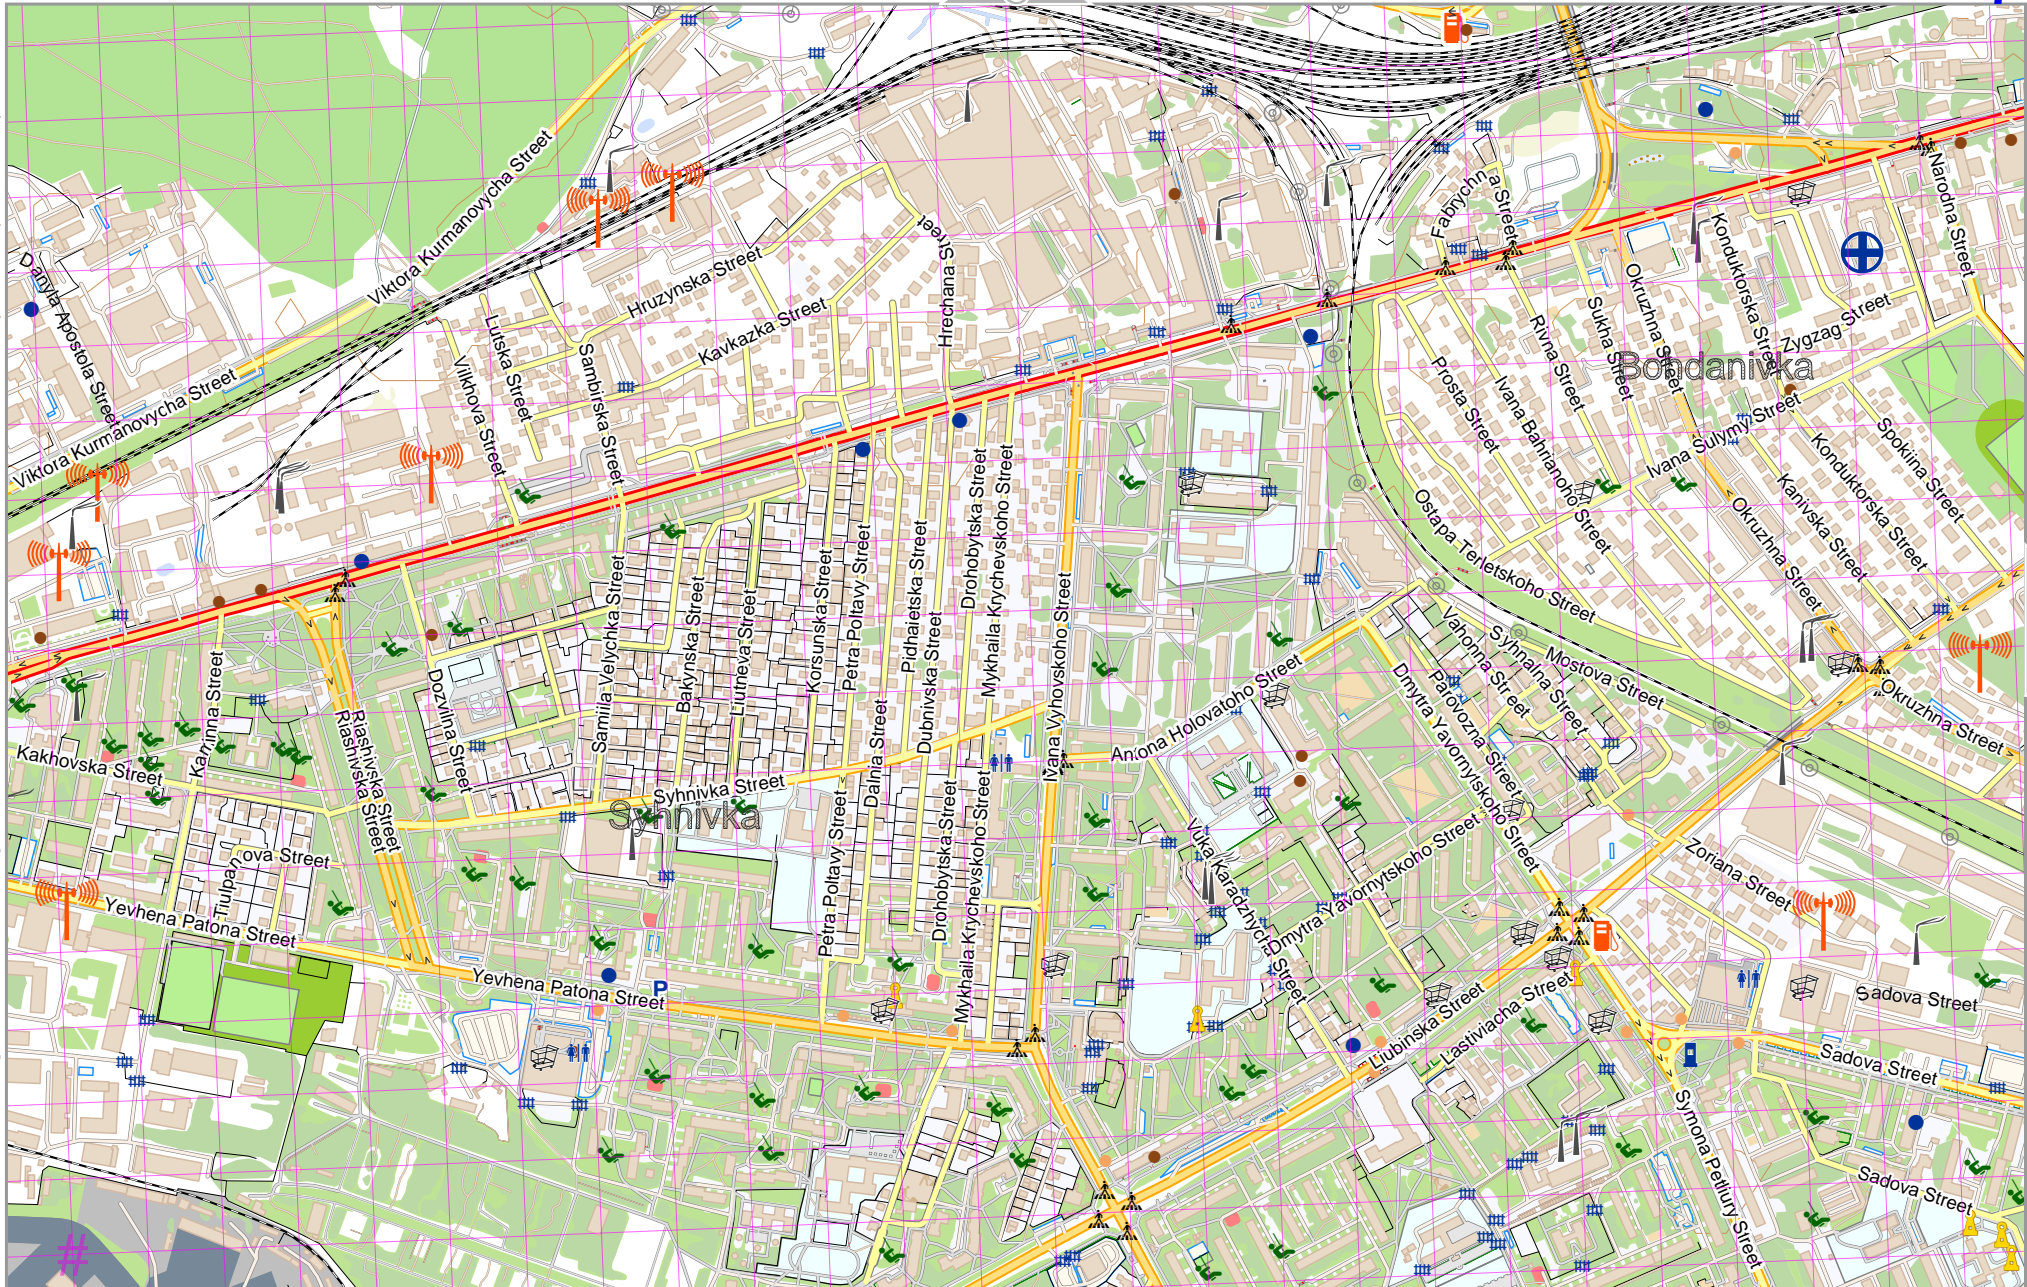 Viktora Kurmanovycha Street
Danyla Apostola Street
Viktora Kurmanovycha Street
Hruzynska Street
Kavkazka Street
Hrechana Street
Lutska Street
Vilkhova Street
Sambirska Street
Fabrychna Street
Narodna Street
Konduktorska Street
Okruzhna Street
Sukha Street
Rivna Street
Zygzag Street
Bohdanivka
Prosta Street
Ivana Bahrianoho Street
Ivana Sulymy Street
Spokiina Street
Konduktorska Street
Kanivska Street
Okruzhna Street
Ostapa Terletskoho Street
Drohobytska Street
Mykhaila Krychevskoho Street
Petra Poltavy Street
Pidhaietska Street
Korsunska Street
Bakynska Street
Liutneva Street
Samiila Velychka Street
Dubnivska Street
Dalnia Street
Ivana Vyhovskoho Street
Antona Holovatoho Street
Vahonna Street
Syhnalna Street
Mostova Street
Parovozna Street
Dmytra Yavornytskoho Street
Okruzhna Street
Kaminna Street
Dozvilna Street
Riashivska Street
Riashivska Street
Kakhovska Street
Syhnivka Street
Syhnivka
Petra Poltavy Street
Drohobytska Street
Mykhaila Krychevskoho Street
Vuka Karadzhycha Street
Dmytra Yavornytskoho Street
Zoriana Street
Tiulpanova Street
Yevhena Patona Street
Yevhena Patona Street
P
Liubinska Street
Lastiviacha Street
Sadova Street
Sadova Street
Symona Petliury Street
Sadova Street
#